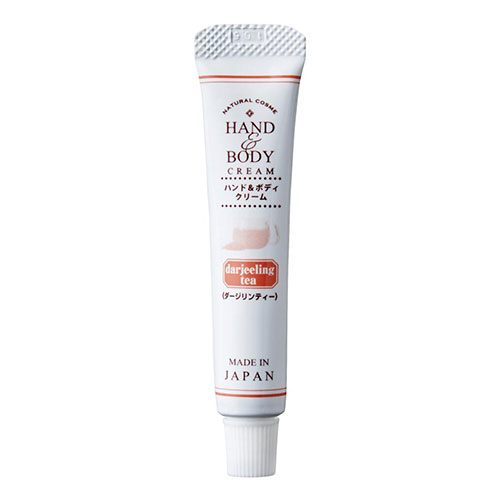 NATURAL COSME
HAND
&
BODY
CREAM
ハンド&ボディ
クリーム
darjeeling
tea
(ダージリンティー)
MADE IN
JAPAN